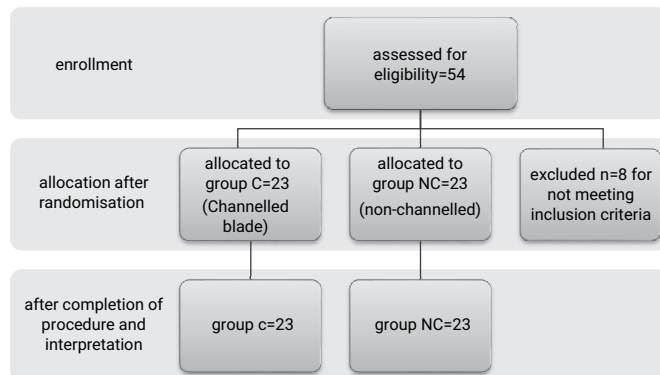 enrollment
assessed for
eligibility=54
allocation after
randomisation
allocated to
group C=23
(Channelled
blade)
allocated to
group NC=23
(non-channelled)
excluded n=8 for
not meeting
inclusion criteria
after completion of
procedure and
interpretation
group c=23
group NC=23